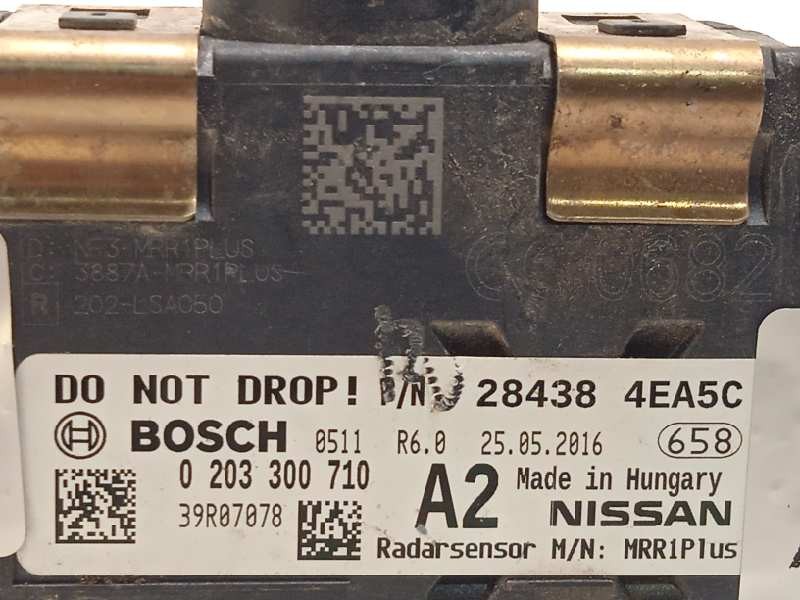 ID: NF3-MRR1PLUS
C: 3887A-MRR1PLUS
R 202-LSA050
DO NOT DROP! P/N 28438 4EA5C
BOSCH 0511 R6.0 25.05.2016 658
0 203 300 710 A2 Made in Hungary
39R07078 NISSAN
Radarsensor M/N: MRR1Plus